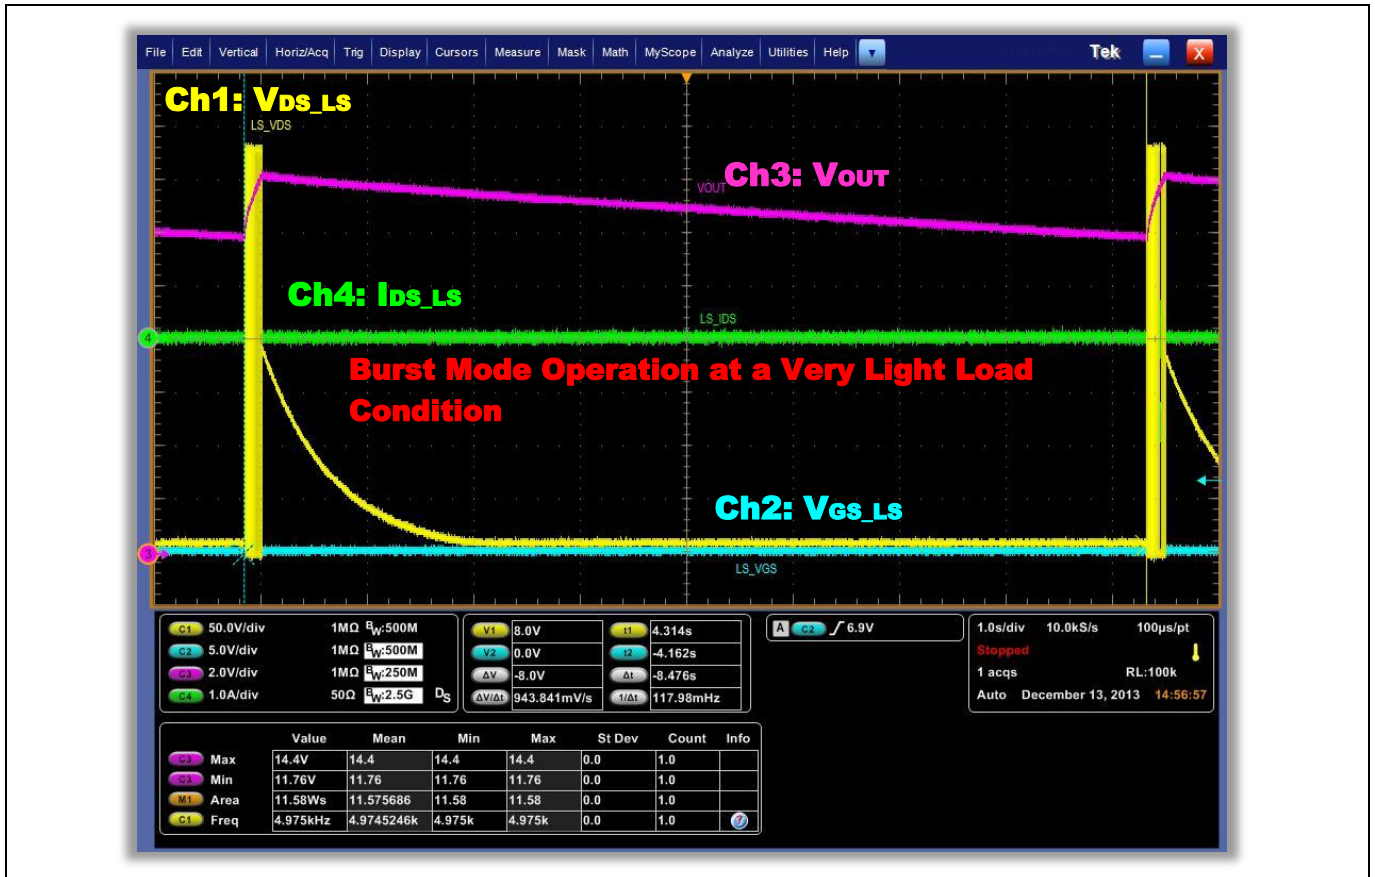 File Edit Vertical Horiz/Acq Trig Display Cursors Measure Mask Math MyScope Analyze Utilities Help Tek X
Ch1: VDS_LS
LS_VDS
Ch3: VOUT
VOUT
Ch4: IDS_LS
LS_IDS
4
Burst Mode Operation at a Very Light Load
Condition
Ch2: VGS_LS
3
LS_VGS
C1 50.0V/div 1MΩ BW:500M
C2 5.0V/div 1MΩ BW:500M
C3 2.0V/div 1MΩ BW:250M
C4 1.0A/div 50Ω BW:2.5G DS
V1 8.0V t1 4.314s
V2 0.0V t2 -4.162s
ΔV -8.0V Δt -8.476s
ΔV/Δt 943.841mV/s 1/Δt 117.98mHz
A C2 6.9V
1.0s/div 10.0kS/s 100µs/pt
Stopped
1 acqs RL:100k
Auto December 13, 2013 14:56:57
Value Mean Min Max St Dev Count Info
C3 Max 14.4V 14.4 14.4 14.4 0.0 1.0
C3 Min 11.76V 11.76 11.76 11.76 0.0 1.0
M1 Area 11.58Ws 11.575686 11.58 11.58 0.0 1.0
C1 Freq 4.975kHz 4.9745246k 4.975k 4.975k 0.0 1.0